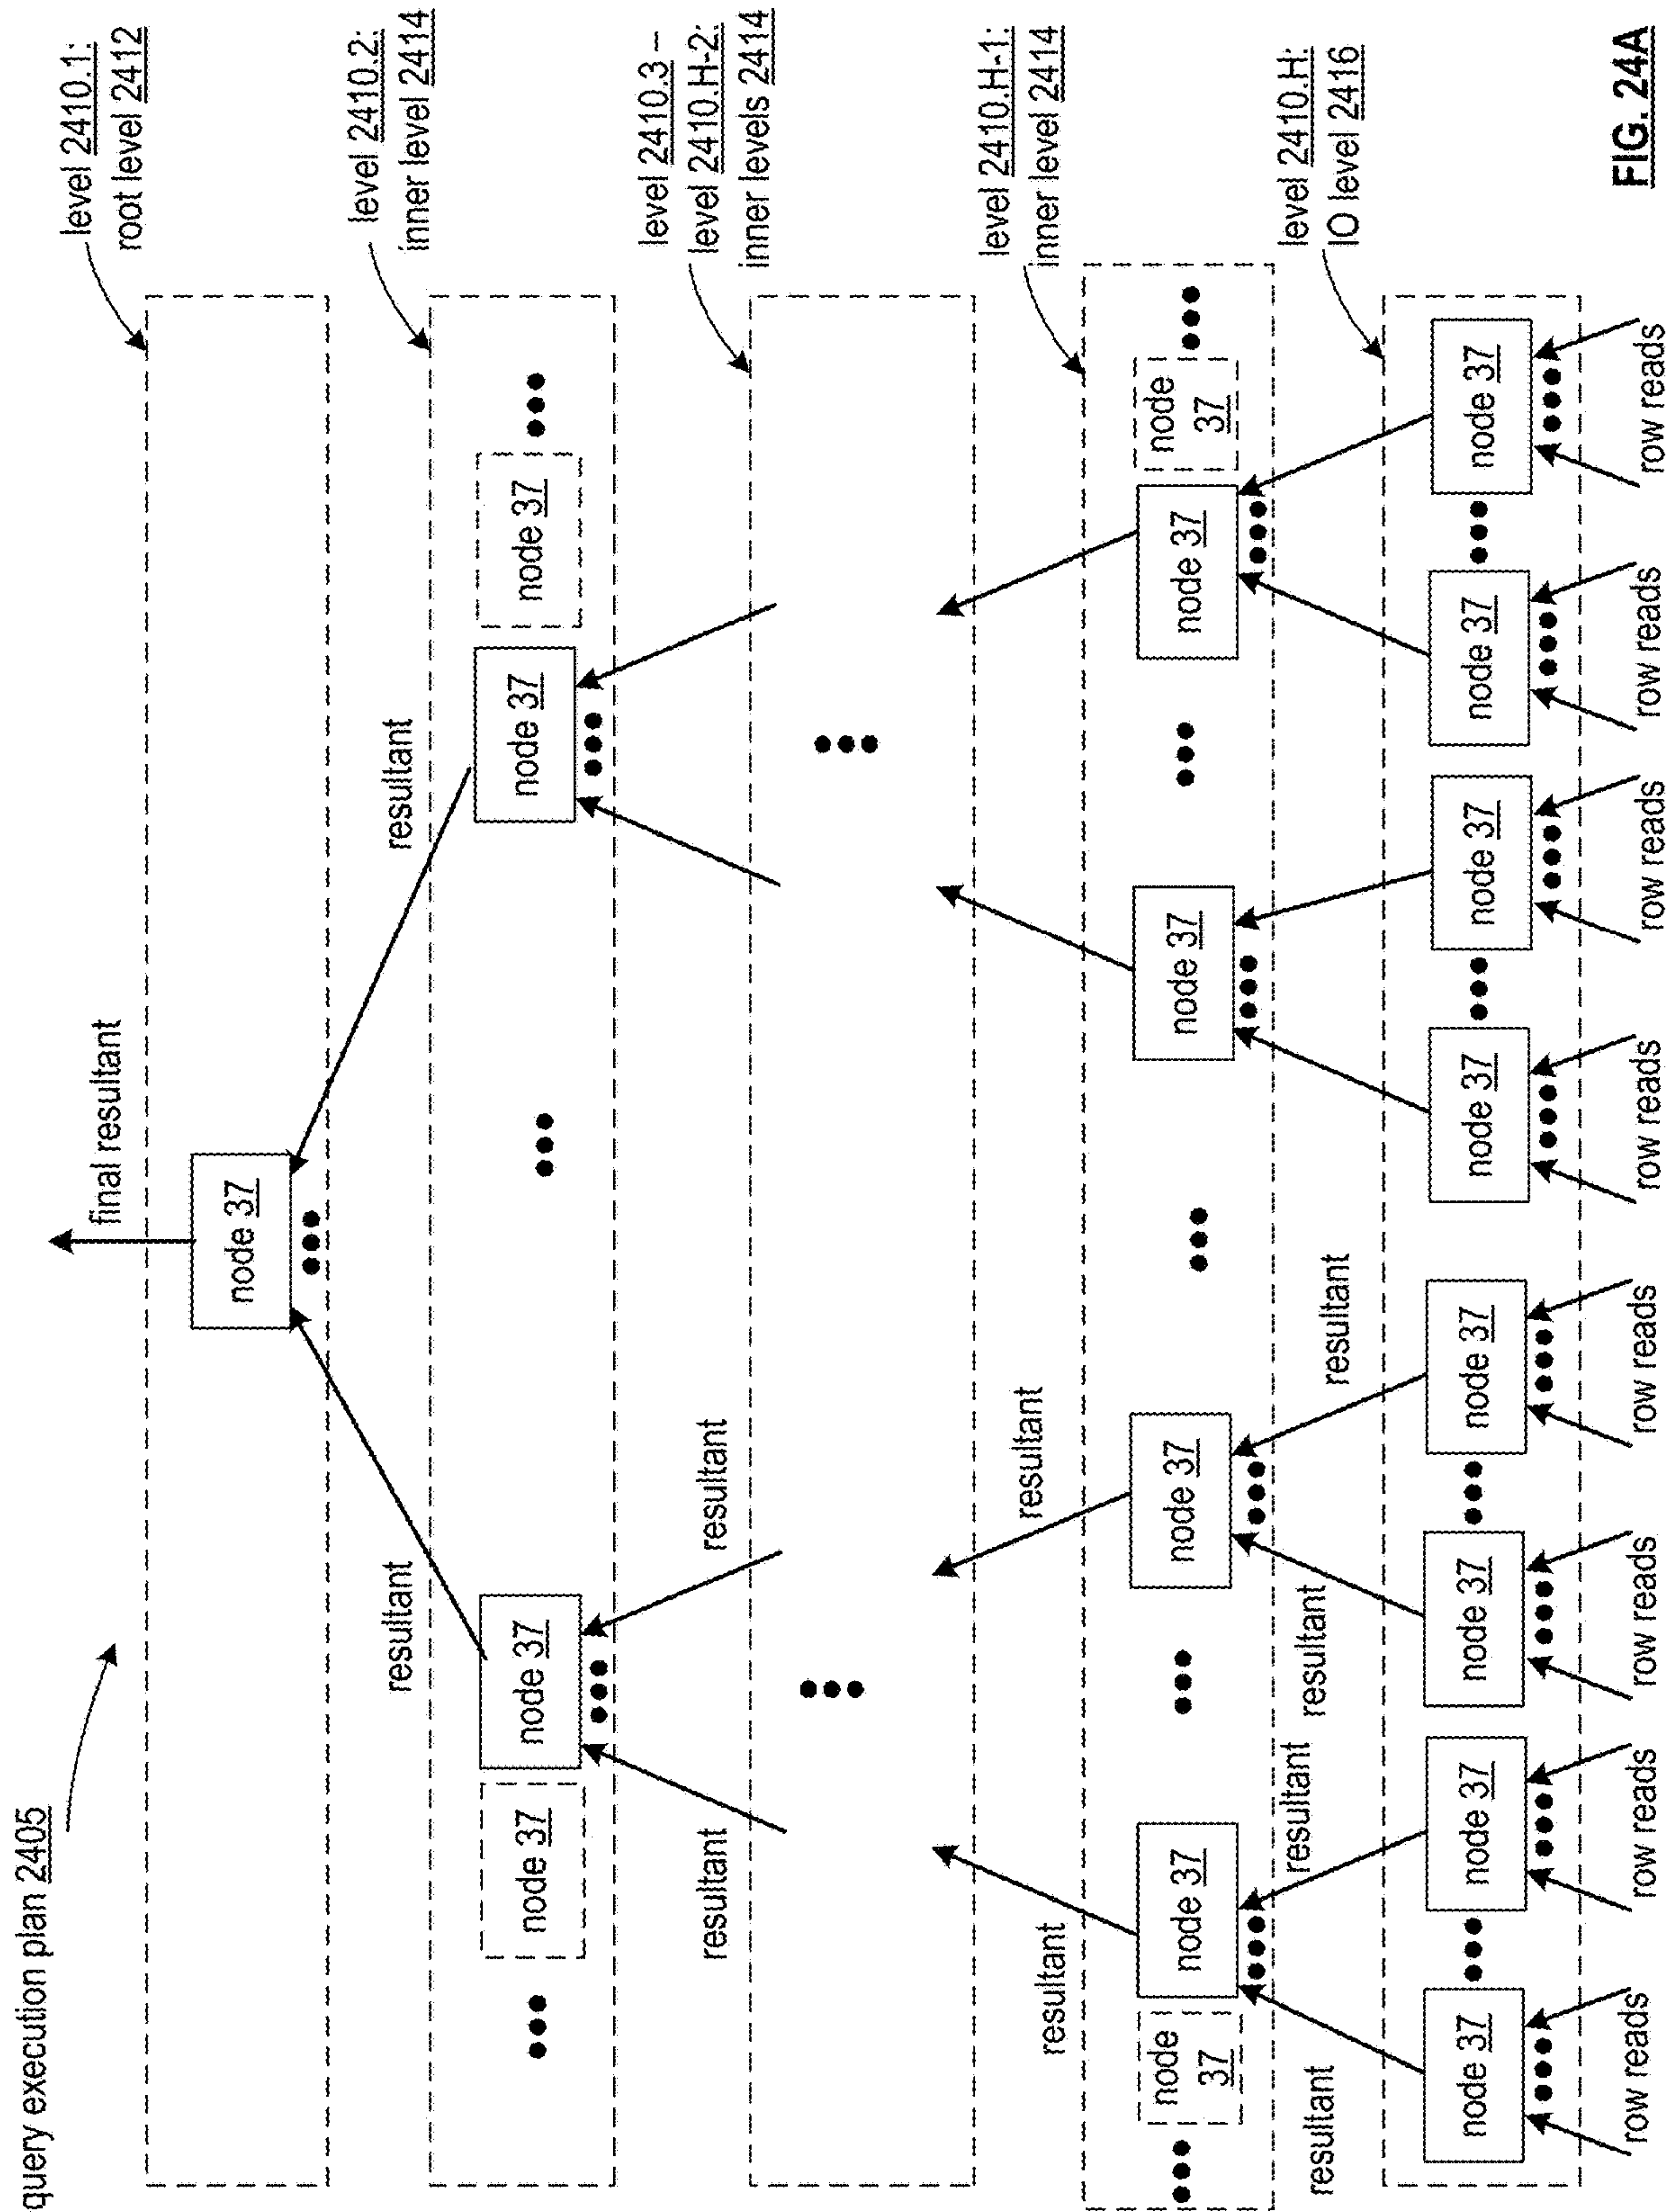 query execution plan 2405
final resultant
level 2410.1:
root level 2412
node 37
resultant
resultant
level 2410.2:
inner level 2414
node 37
node 37
node 37
node 37
resultant
resultant
level 2410.3 –
level 2410.H-2:
inner levels 2414
resultant
resultant
level 2410.H-1:
inner level 2414
node
37
node 37
node 37
node 37
node 37
node
37
resultant
resultant
resultant
resultant
level 2410.H:
IO level 2416
node 37
node 37
node 37
node 37
node 37
node 37
node 37
node 37
row reads
row reads
row reads
row reads
row reads
row reads
row reads
row reads
FIG. 24A